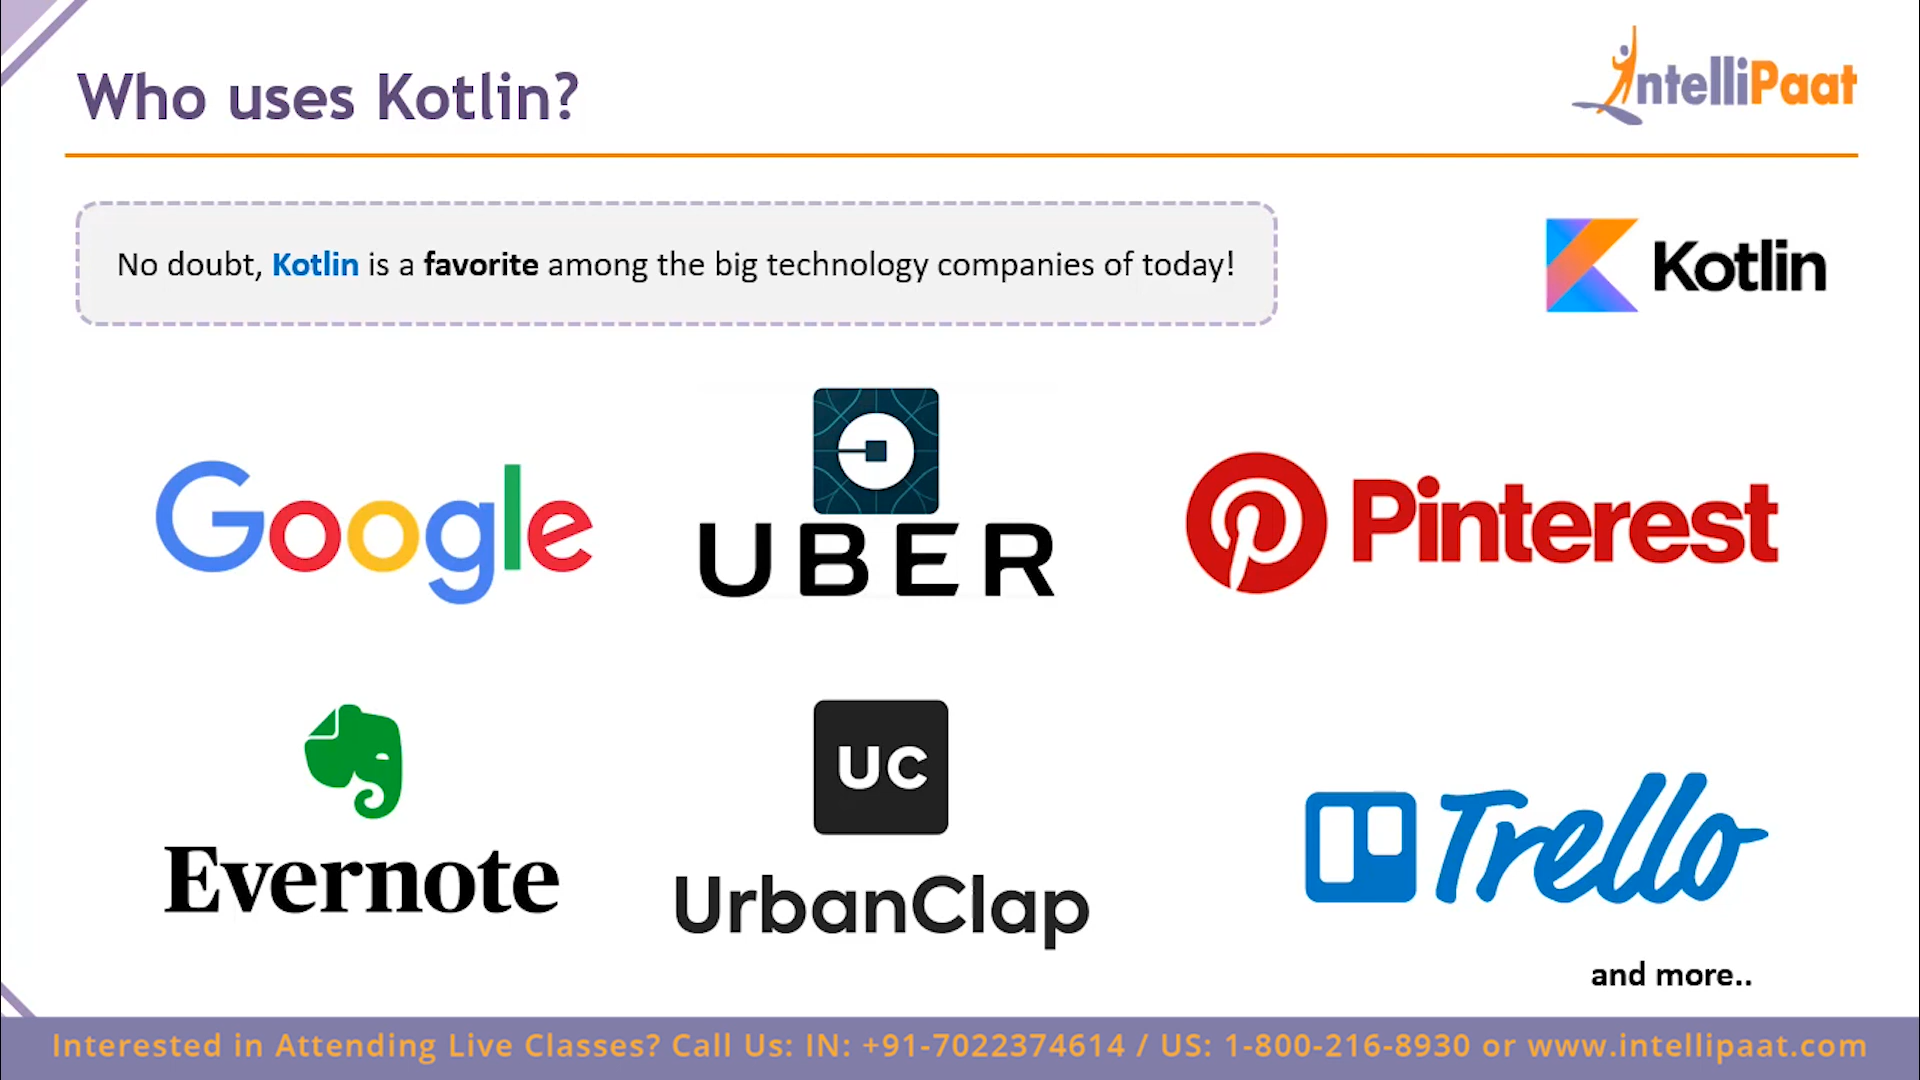 Who uses Kotlin?
IntelliPaat
No doubt, Kotlin is a favorite among the big technology companies of today!
Kotlin
Google
UBER
Pinterest
Evernote
UC
UrbanClap
Trello
and more..
Interested in Attending Live Classes? Call Us: IN: +91-7022374614 / US: 1-800-216-8930 or www.intellipaat.com